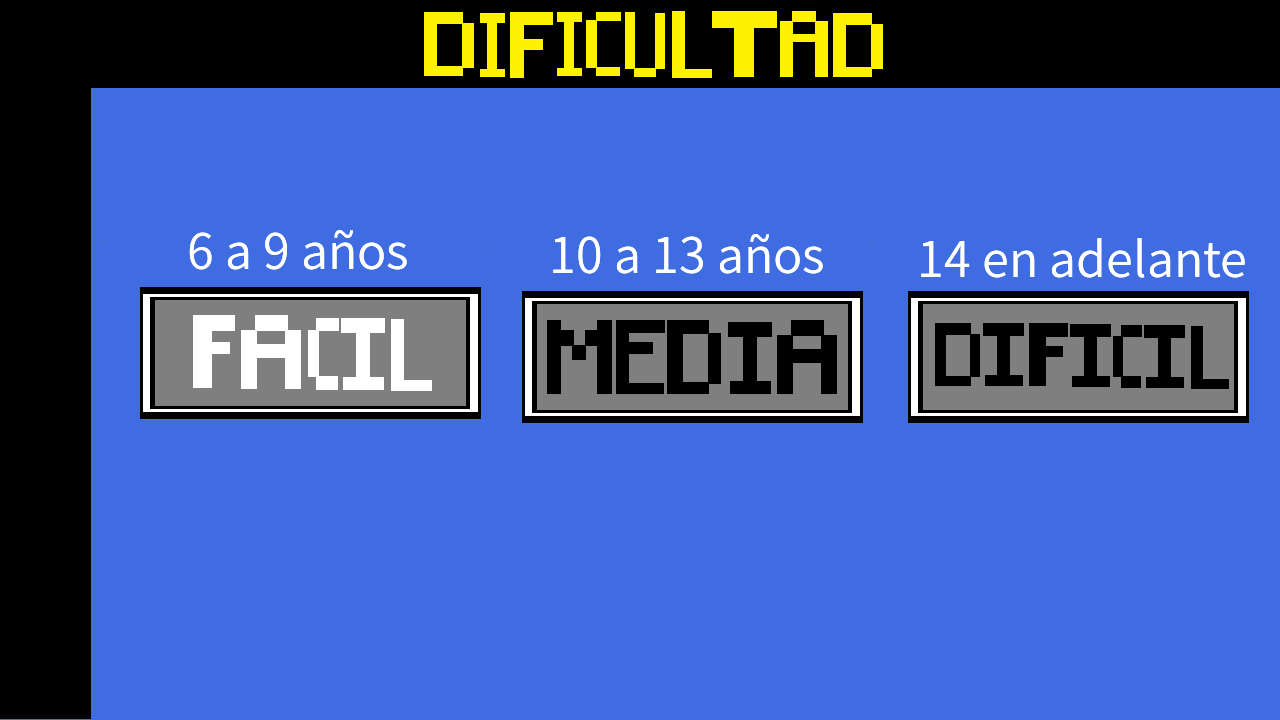 DIFICULTAD
6 a 9 años
10 a 13 años
14 en adelante
FACIL
MEDIA
DIFICIL